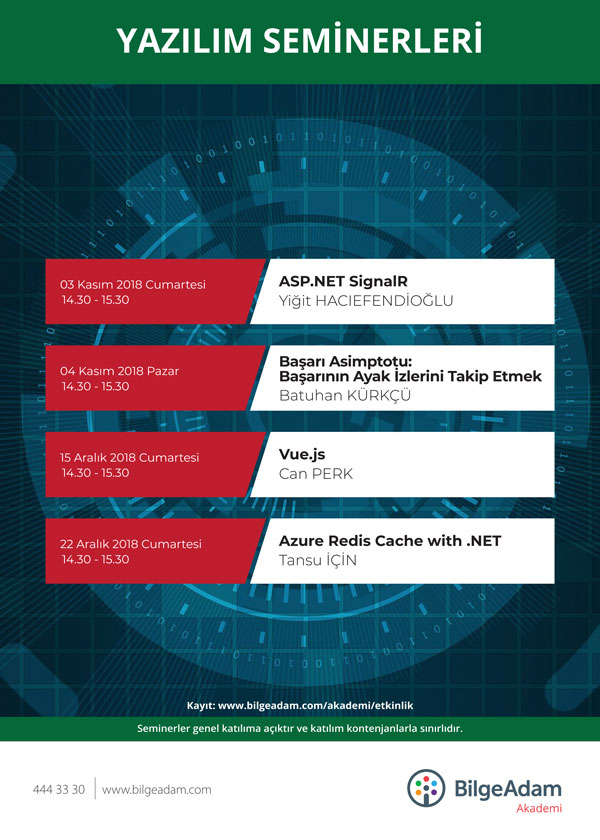 YAZILIM SEMİNERLERİ
03 Kasım 2018 Cumartesi
14.30 - 15.30
ASP.NET SignalR
Yiğit HACIEFENDİOĞLU
04 Kasım 2018 Pazar
14.30 - 15.30
Başarı Asimptotu:
Başarının Ayak İzlerini Takip Etmek
Batuhan KÜRKÇÜ
15 Aralık 2018 Cumartesi
14.30 - 15.30
Vue.js
Can PERK
22 Aralık 2018 Cumartesi
14.30 - 15.30
Azure Redis Cache with .NET
Tansu İÇİN
Kayıt: www.bilgeadam.com/akademi/etkinlik
Seminerler genel katılıma açıktır ve katılım kontenjanlarla sınırlıdır.
444 33 30 | www.bilgeadam.com
BilgeAdam
Akademi